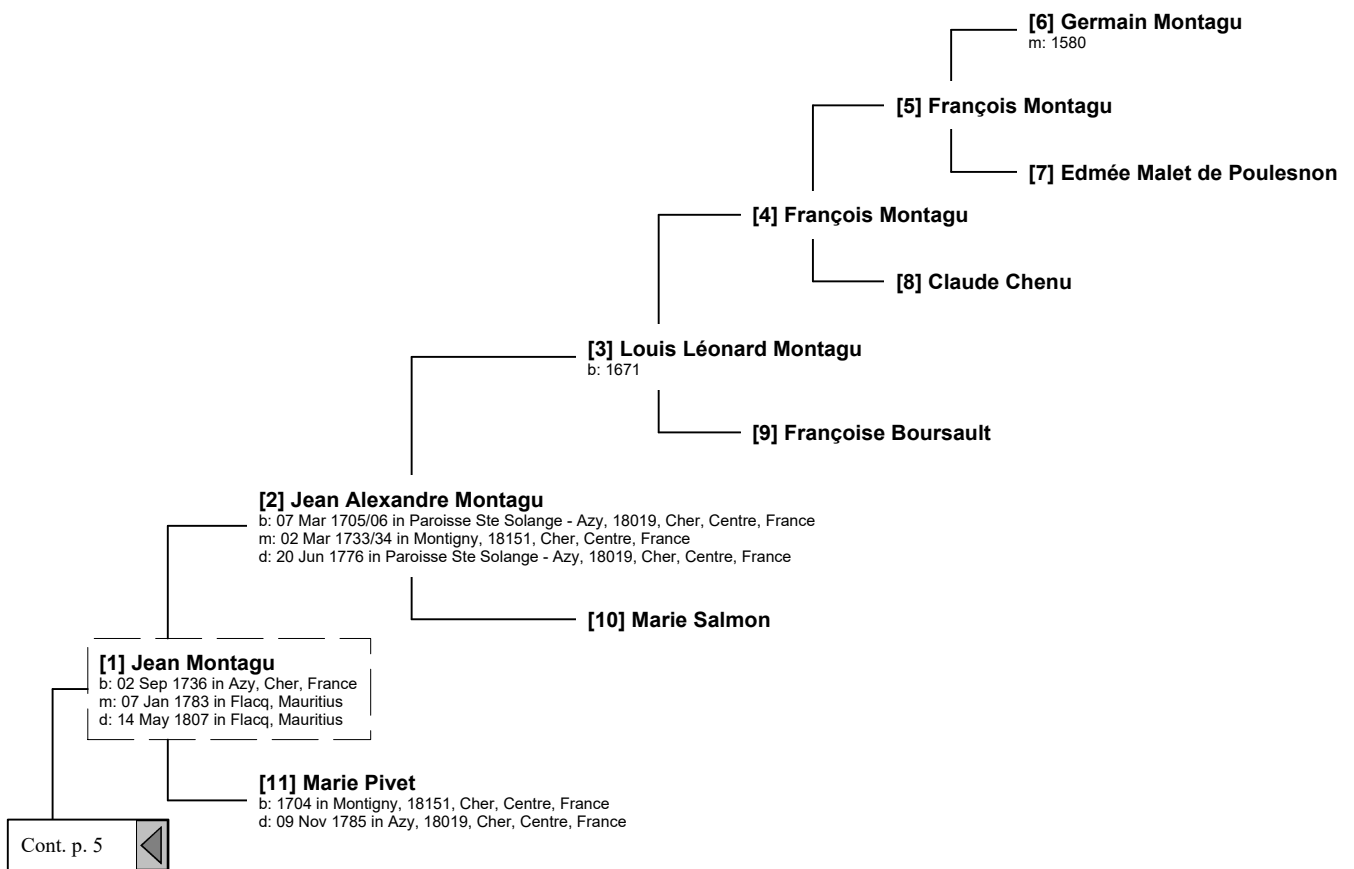 [6] Germain Montagu
m: 1580
[5] François Montagu
[7] Edmée Malet de Poulesnon
[4] François Montagu
[8] Claude Chenu
[3] Louis Léonard Montagu
b: 1671
[9] Françoise Boursault
[2] Jean Alexandre Montagu
b: 07 Mar 1705/06 in Paroisse Ste Solange - Azy, 18019, Cher, Centre, France
m: 02 Mar 1733/34 in Montigny, 18151, Cher, Centre, France
d: 20 Jun 1776 in Paroisse Ste Solange - Azy, 18019, Cher, Centre, France
[10] Marie Salmon
[1] Jean Montagu
b: 02 Sep 1736 in Azy, Cher, France
m: 07 Jan 1783 in Flacq, Mauritius
d: 14 May 1807 in Flacq, Mauritius
[11] Marie Pivet
b: 1704 in Montigny, 18151, Cher, Centre, France
d: 09 Nov 1785 in Azy, 18019, Cher, Centre, France
Cont. p. 5